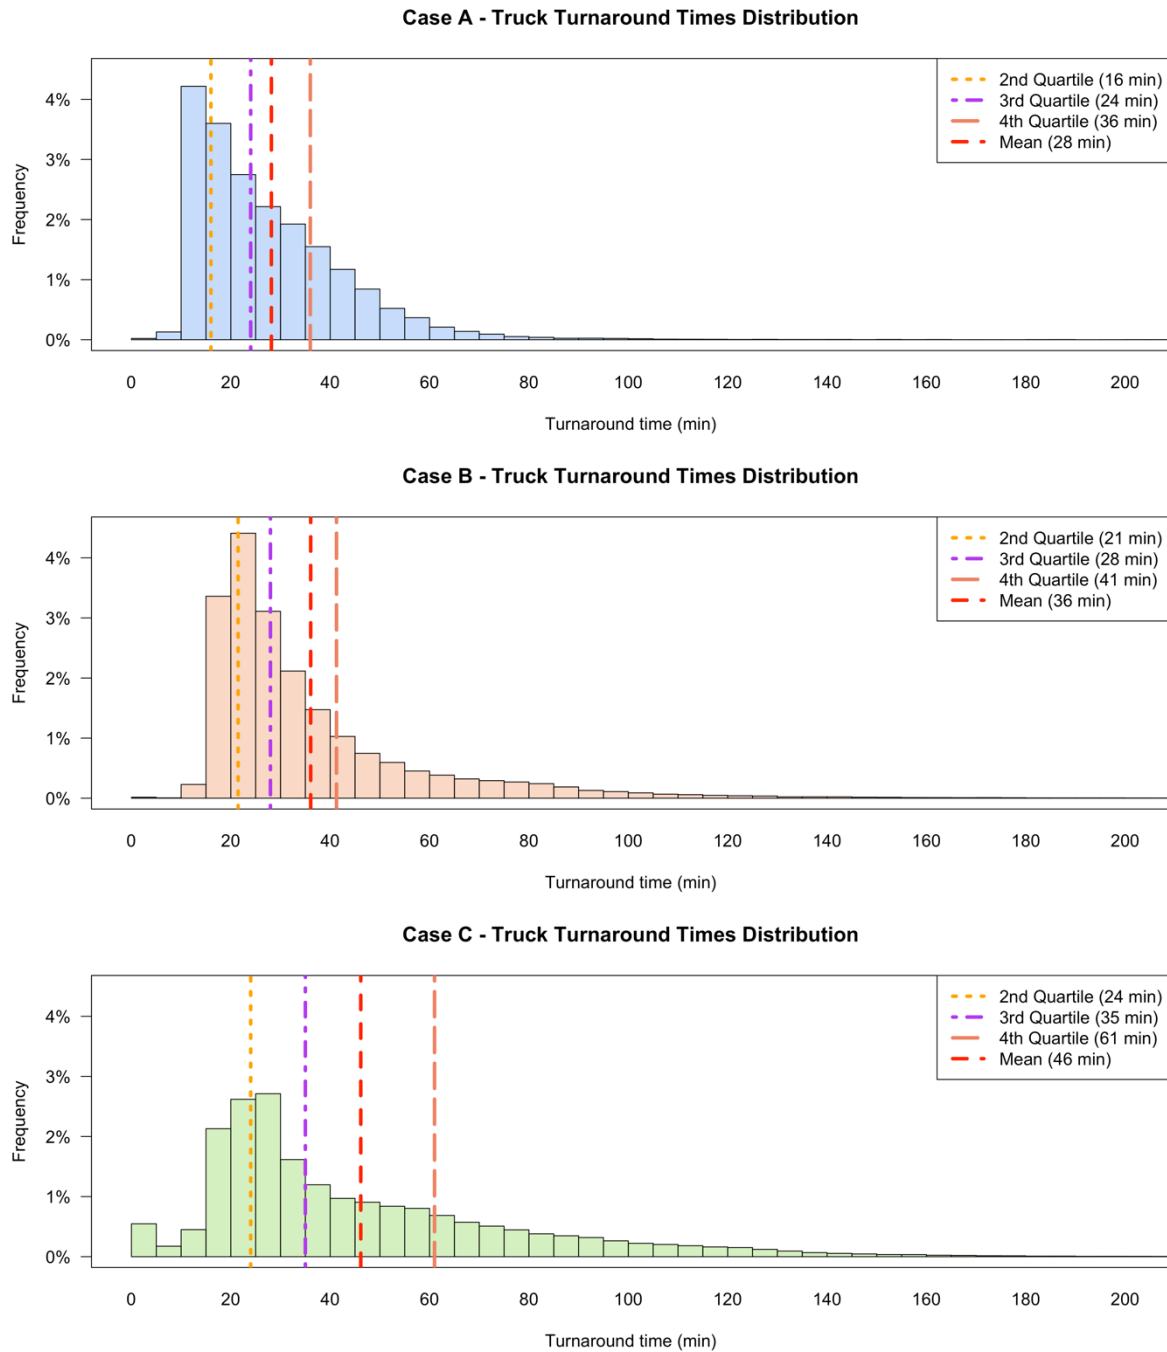 Case A - Truck Turnaround Times Distribution
2nd Quartile (16 min)
3rd Quartile (24 min)
4th Quartile (36 min)
Mean (28 min)
Frequency
4%
3%
2%
1%
0%
0 20 40 60 80 100 120 140 160 180 200
Turnaround time (min)
Case B - Truck Turnaround Times Distribution
2nd Quartile (21 min)
3rd Quartile (28 min)
4th Quartile (41 min)
Mean (36 min)
Frequency
4%
3%
2%
1%
0%
0 20 40 60 80 100 120 140 160 180 200
Turnaround time (min)
Case C - Truck Turnaround Times Distribution
2nd Quartile (24 min)
3rd Quartile (35 min)
4th Quartile (61 min)
Mean (46 min)
Frequency
4%
3%
2%
1%
0%
0 20 40 60 80 100 120 140 160 180 200
Turnaround time (min)